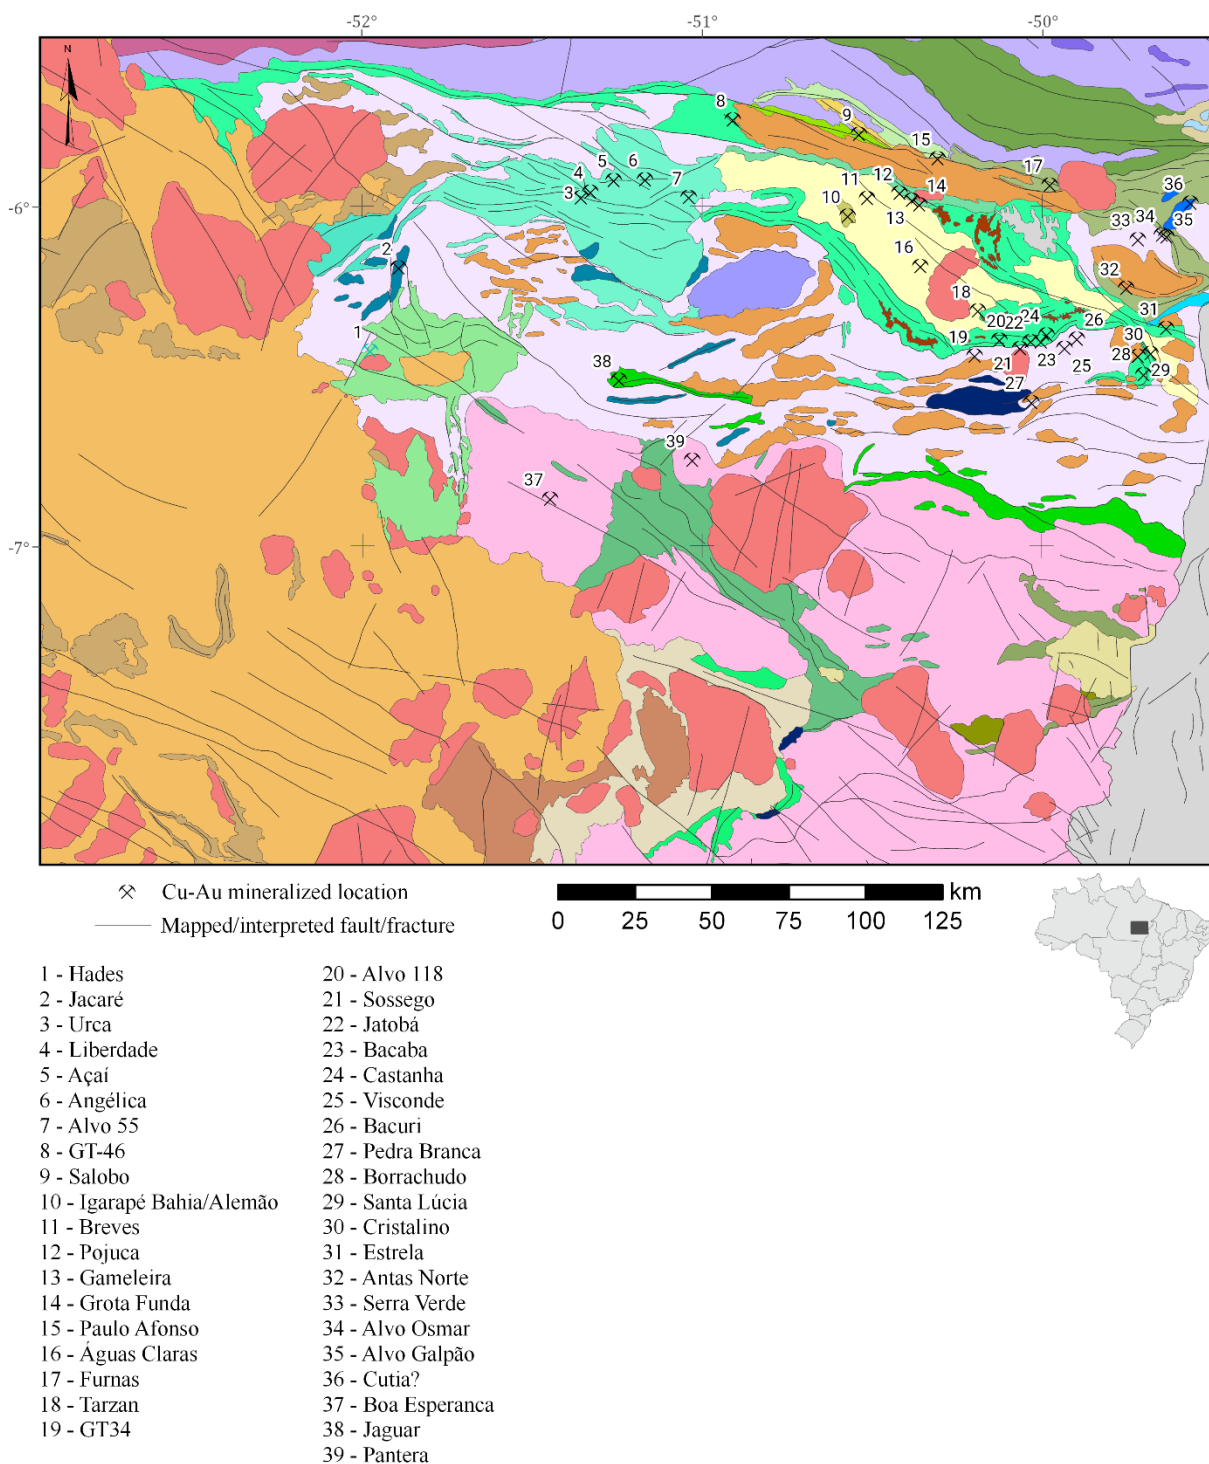 -52° -51° -50°
N
8
9
15
6
5
4
3
7
12
11
14
17
10
13
36
-6°
34
33
35
2
16
32
18
31
1
20 22 24 26
19
30
38
21
23
25
28
29
27
39
37
-7°
Cu-Au mineralized location
km
0 25 50 75 100 125
Mapped/interpreted fault/fracture
1 - Hades
2 - Jacaré
3 - Urca
4 - Liberdade
5 - Açaí
6 - Angélica
7 - Alvo 55
8 - GT-46
9 - Salobo
10 - Igarapé Bahia/Alemão
11 - Breves
12 - Pojuca
13 - Gameleira
14 - Grota Funda
15 - Paulo Afonso
16 - Águas Claras
17 - Furnas
18 - Tarzan
19 - GT34
20 - Alvo 118
21 - Sossego
22 - Jatobá
23 - Bacaba
24 - Castanha
25 - Visconde
26 - Bacuri
27 - Pedra Branca
28 - Borrachudo
29 - Santa Lúcia
30 - Cristalino
31 - Estrela
32 - Antas Norte
33 - Serra Verde
34 - Alvo Osmar
35 - Alvo Galpão
36 - Cutia?
37 - Boa Esperanca
38 - Jaguar
39 - Pantera